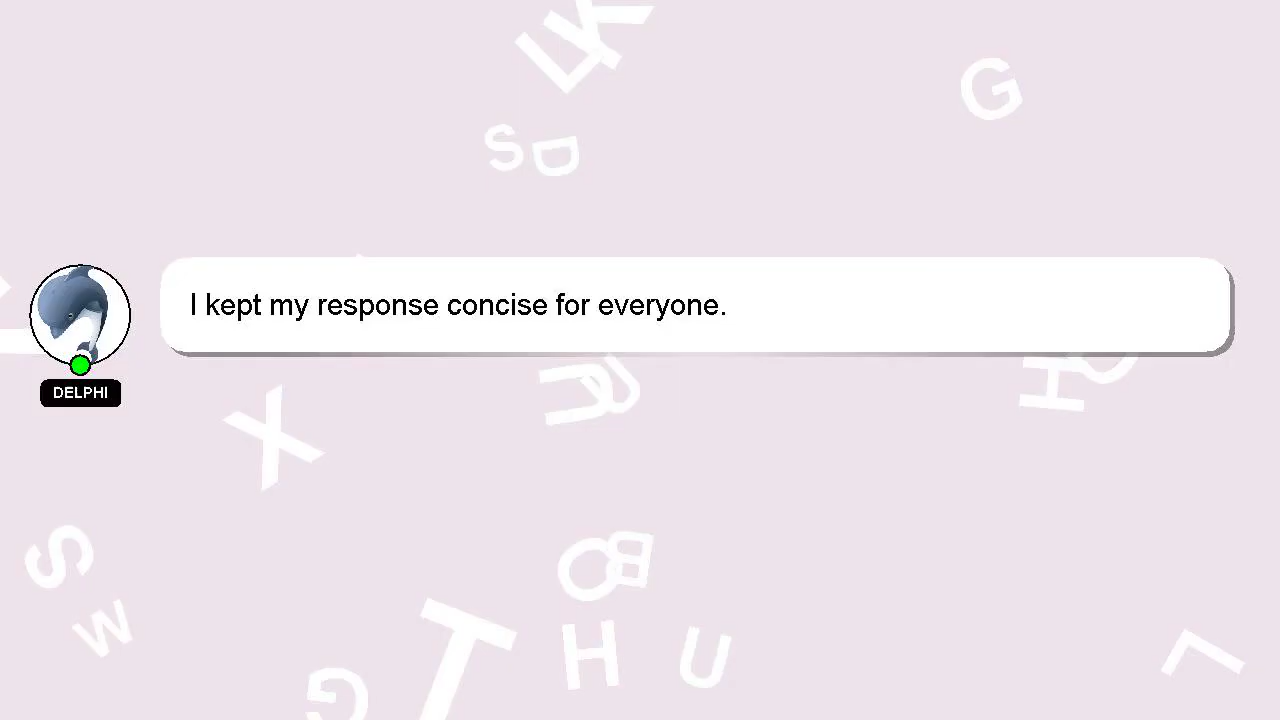 I kept my response concise for everyone.
DELPHI
L
K
G
S
D
U
U
H
X
S
C
B
W
T
H
U
G
L